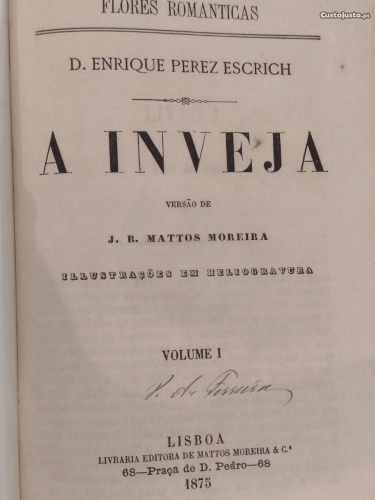 CustoJusto.pt
FLORES ROMANTICAS
D. ENRIQUE PEREZ ESCRICH
A INVEJA
VERSÃO DE
J. B. MATTOS MOREIRA
ILLUSTRAÇÕES EM HELIOGRAVURA
VOLUME I
Ferreira
LISBOA
LIVRARIA EDITORA DE MATTOS MOREIRA & C.ª
68—Praça de D. Pedro—68
1875